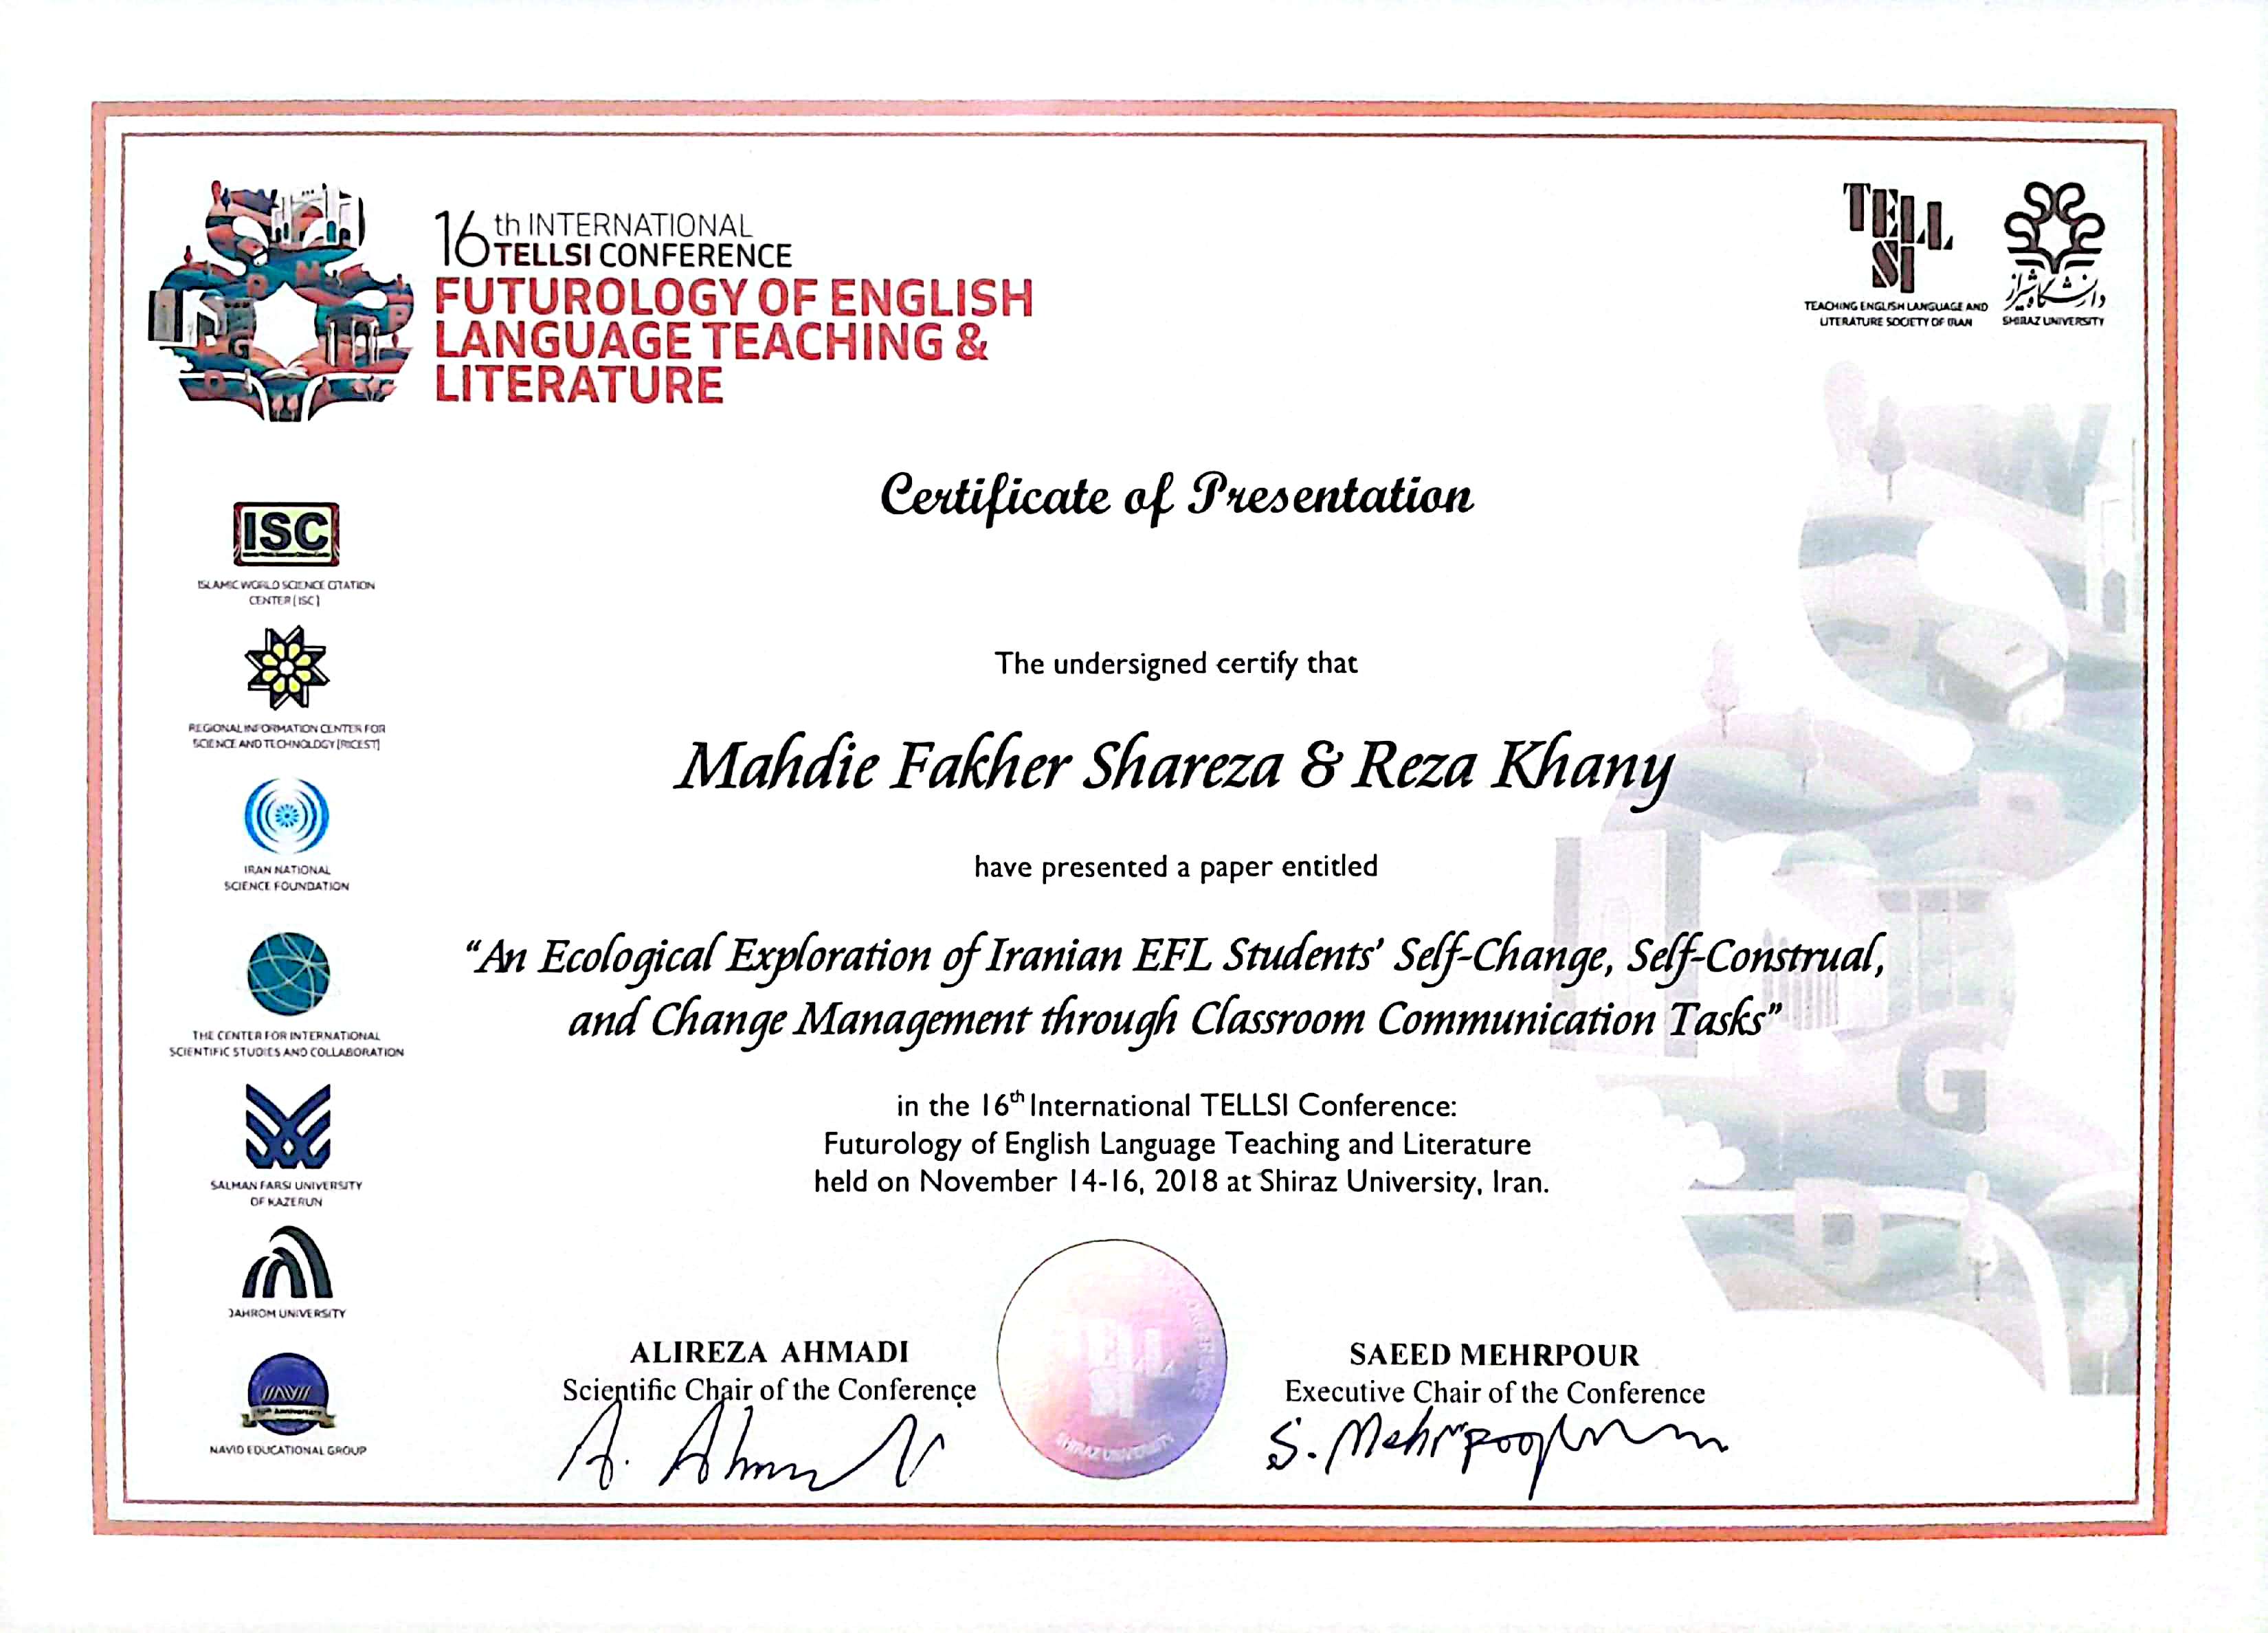 16th INTERNATIONAL
TELLSI CONFERENCE
FUTUROLOGY OF ENGLISH
LANGUAGE TEACHING &
LITERATURE
TELL
SI
TEACHING ENGLISH LANGUAGE AND
LITERATURE SOCIETY OF IRAN
دانشگاه شیراز
SHIRAZ UNIVERSITY
Certificate of Presentation
ISC
ISLAMIC WORLD SCIENCE CITATION
CENTER [ISC]
REGIONAL INFORMATION CENTER FOR
SCIENCE AND TECHNOLOGY [RICEST]
IRAN NATIONAL
SCIENCE FOUNDATION
THE CENTER FOR INTERNATIONAL
SCIENTIFIC STUDIES AND COLLABORATION
SALMAN FARSI UNIVERSITY
OF KAZERUN
JAHROM UNIVERSITY
NAVID EDUCATIONAL GROUP
The undersigned certify that
Mahdie Fakher Shareza & Reza Khany
have presented a paper entitled
“An Ecological Exploration of Iranian EFL Students’ Self-Change, Self-Construal,
and Change Management through Classroom Communication Tasks”
in the 16th International TELLSI Conference:
Futurology of English Language Teaching and Literature
held on November 14-16, 2018 at Shiraz University, Iran.
ALIREZA AHMADI
Scientific Chair of the Conference
A. Ahmadi
TELL
SI
SHIRAZ UNIVERSITY
SAEED MEHRPOUR
Executive Chair of the Conference
S. Mehrpoor